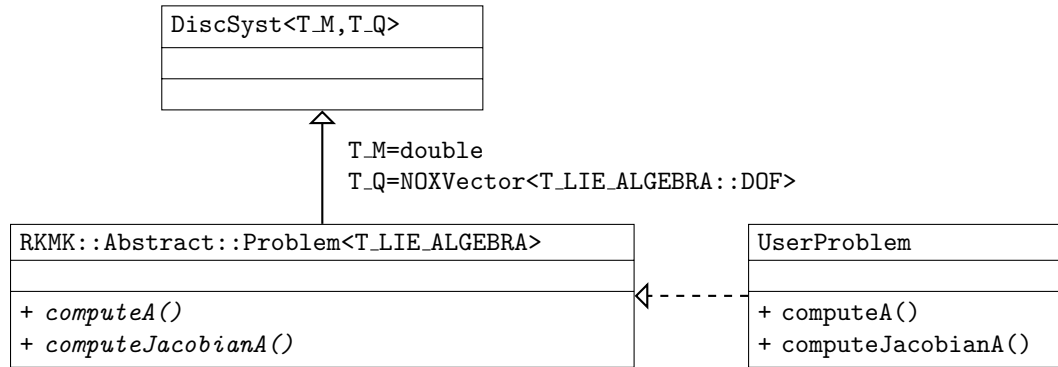 DiscSyst<T_M,T_Q>
T_M=double
T_Q=NOXVector<T_LIE_ALGEBRA::DOF>
RKMK::Abstract::Problem<T_LIE_ALGEBRA>
+ computeA()
+ computeJacobianA()
UserProblem
+ computeA()
+ computeJacobianA()